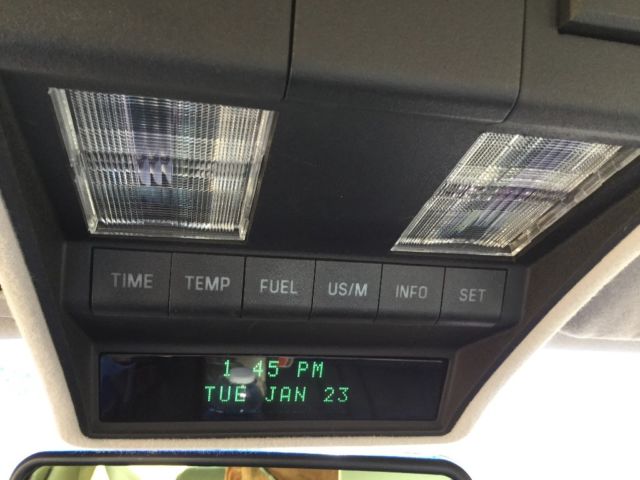 TIME TEMP FUEL US/M INFO SET
1 45 PM
TUE JAN 23